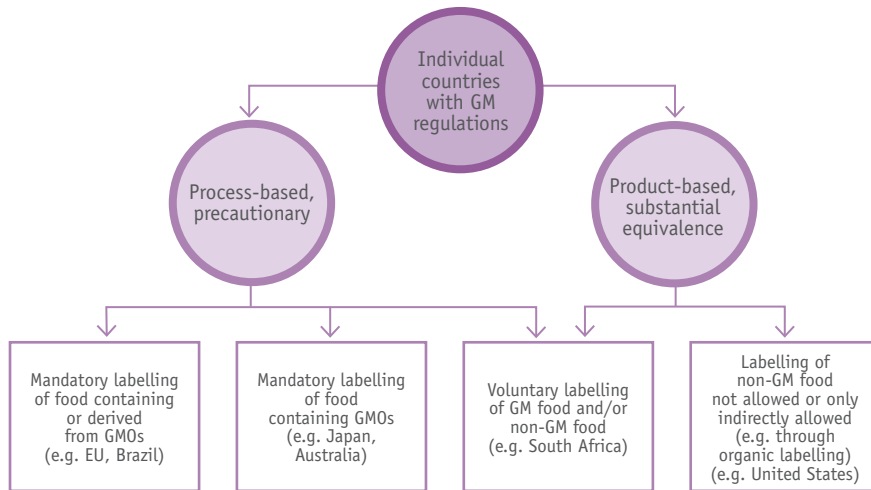 Individual
countries
with GM
regulations
Process-based,
precautionary
Product-based,
substantial
equivalence
Mandatory labelling
of food containing
or derived
from GMOs
(e.g. EU, Brazil)
Mandatory labelling
of food
containing GMOs
(e.g. Japan,
Australia)
Voluntary labelling
of GM food and/or
non-GM food
(e.g. South Africa)
Labelling of
non-GM food
not allowed or only
indirectly allowed
(e.g. through
organic labelling)
(e.g. United States)